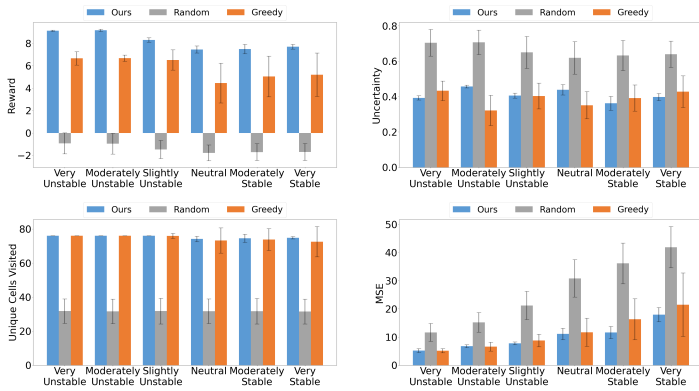 Ours Random Greedy
Reward
8
6
4
2
0
−2
Very Unstable
Moderately Unstable
Slightly Unstable
Neutral
Moderately Stable
Very Stable
Ours Random Greedy
Uncertainty
0.8
0.6
0.4
0.2
0.0
Very Unstable
Moderately Unstable
Slightly Unstable
Neutral
Moderately Stable
Very Stable
Ours Random Greedy
Unique Cells Visited
80
60
40
20
0
Very Unstable
Moderately Unstable
Slightly Unstable
Neutral
Moderately Stable
Very Stable
Ours Random Greedy
MSE
50
40
30
20
10
0
Very Unstable
Moderately Unstable
Slightly Unstable
Neutral
Moderately Stable
Very Stable